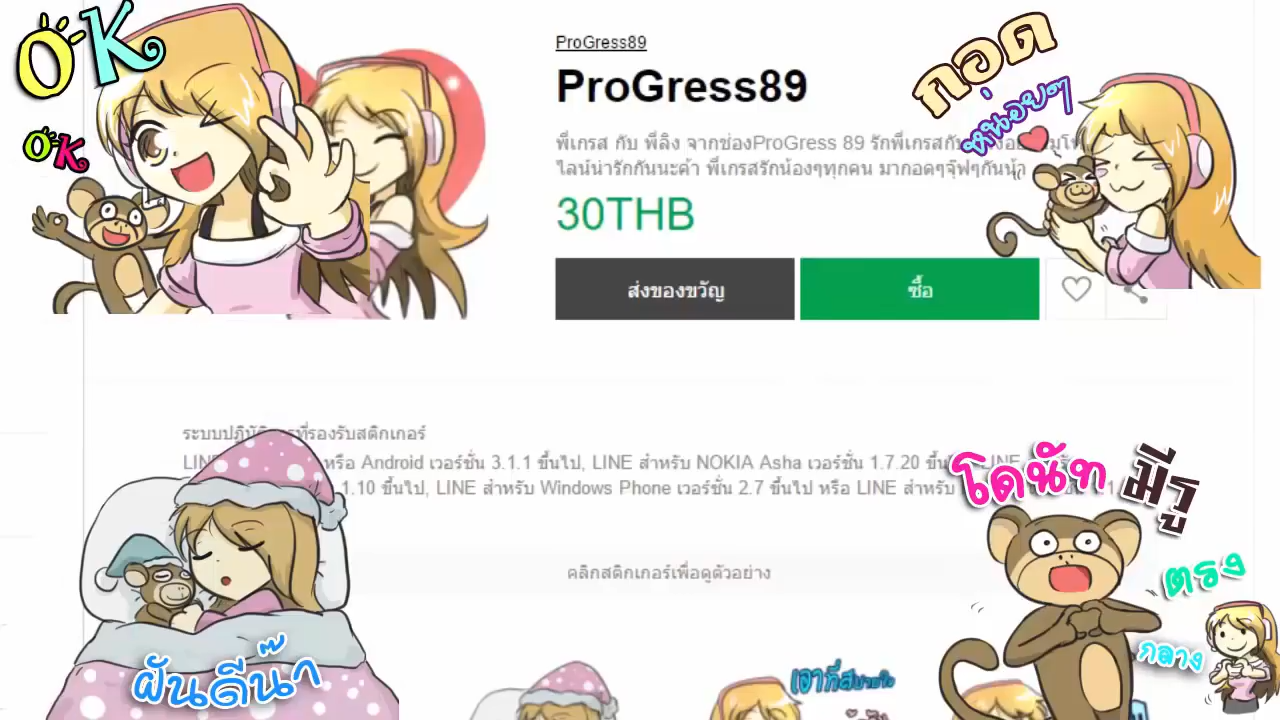 OK
OK
ProGress89
ProGress89
พี่เกรส กับ พี่ลิง จากช่องProGress 89 รักพี่เกรสกับ
ไลน์น่ารักกันนะค้า พี่เกรสรักน้องๆทุกคน มากอดๆจุ๊ฟๆกันน้า
30THB
ส่งของขวัญ
ซื้อ
กอด
หน่อยๆ
ระบบปฏิบัติการที่รองรับสติกเกอร์
หรือ Android เวอร์ชั่น 3.1.1 ขึ้นไป, LINE สำหรับ NOKIA Asha เวอร์ชั่น 1.7.20
1.10 ขึ้นไป, LINE สำหรับ Windows Phone เวอร์ชั่น 2.7 ขึ้นไป หรือ LINE สำหรับ
คลิกสติกเกอร์เพื่อดูตัวอย่าง
โดนัท มีรู
ตรง
กลาง
ฝันดีน๊า